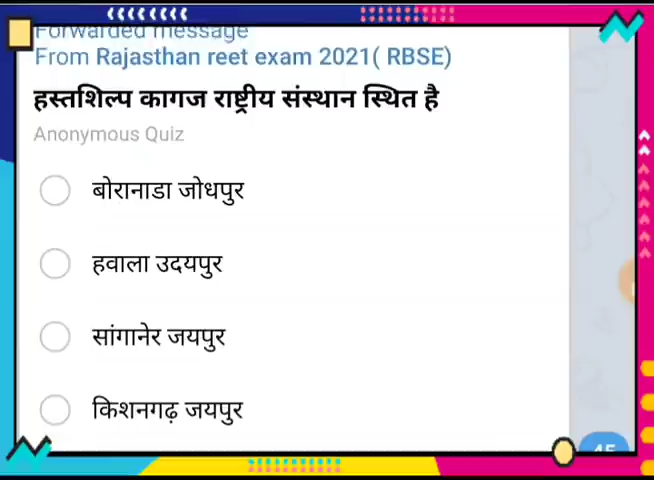 Forwarded message
From Rajasthan reet exam 2021( RBSE)
हस्तशिल्प कागज राष्ट्रीय संस्थान स्थित है
Anonymous Quiz
बोरानाडा जोधपुर
हवाला उदयपुर
सांगानेर जयपुर
किशनगढ़ जयपुर